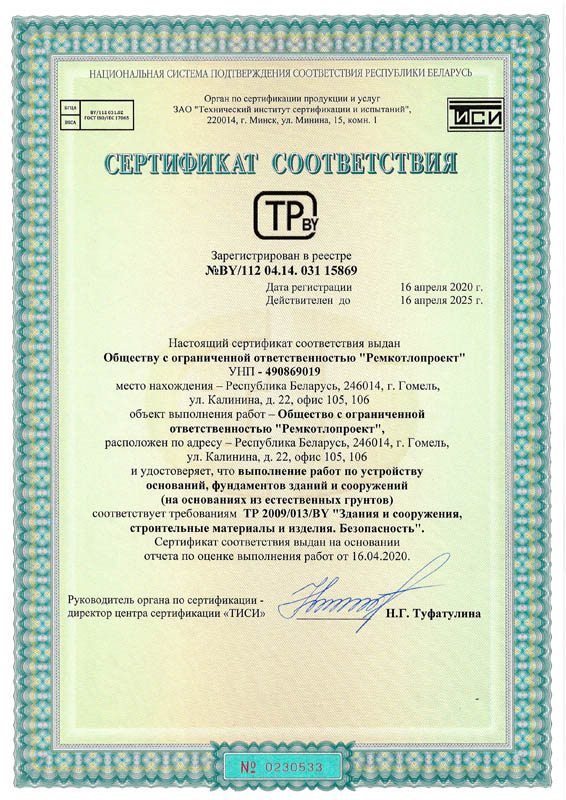 НАЦИОНАЛЬНАЯ СИСТЕМА ПОДТВЕРЖДЕНИЯ СООТВЕТСТВИЯ РЕСПУБЛИКИ БЕЛАРУСЬ
Орган по сертификации продукции и услуг
ЗАО "Технический институт сертификации и испытаний",
220014, г. Минск, ул. Минина, 15, комн. 1
БГЦА
BSCA
BY/112 031.02
ГОСТ ISO/IEC 17065
ТИСИ
СЕРТИФИКАТ СООТВЕТСТВИЯ
ТР BY
Зарегистрирован в реестре
№BY/112 04.14. 031 15869
Дата регистрации 16 апреля 2020 г.
Действителен до 16 апреля 2025 г.
Настоящий сертификат соответствия выдан
Обществу с ограниченной ответственностью "Ремкотлопроект"
УНП - 490869019
место нахождения – Республика Беларусь, 246014, г. Гомель,
ул. Калинина, д. 22, офис 105, 106
объект выполнения работ – Общество с ограниченной
ответственностью "Ремкотлопроект",
расположен по адресу – Республика Беларусь, 246014, г. Гомель,
ул. Калинина, д. 22, офис 105, 106
и удостоверяет, что выполнение работ по устройству
оснований, фундаментов зданий и сооружений
(на основаниях из естественных грунтов)
соответствует требованиям ТР 2009/013/BY "Здания и сооружения,
строительные материалы и изделия. Безопасность".
Сертификат соответствия выдан на основании
отчета по оценке выполнения работ от 16.04.2020.
Руководитель органа по сертификации -
директор центра сертификации «ТИСИ» Н.Г. Туфатулина
№ 0230533